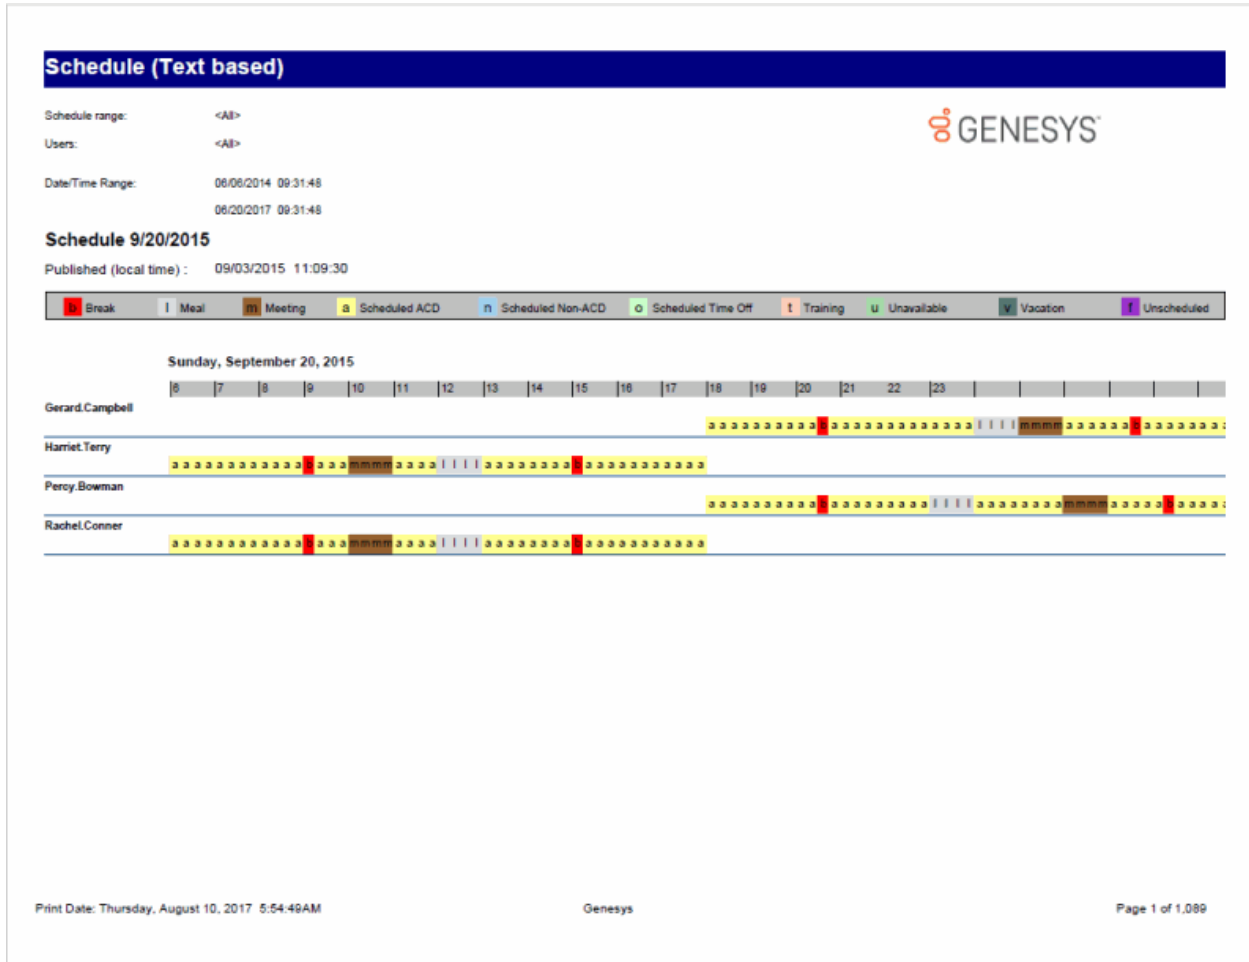 Schedule (Text based)
Schedule range: <All>
GENESYS
Users: <All>
Date/Time Range: 06/06/2014 09:31:48
06/20/2017 09:31:48
Schedule 9/20/2015
Published (local time) : 09/03/2015 11:09:30
b Break l Meal m Meeting a Scheduled ACD n Scheduled Non-ACD o Scheduled Time Off t Training u Unavailable v Vacation f Unscheduled
Sunday, September 20, 2015
6 7 8 9 10 11 12 13 14 15 16 17 18 19 20 21 22 23
Gerard.Campbell
a a a a a a a a a a b a a a a a a a a a a a a a l l l l m m m m a a a a a a b a a a a a a a a
Harriet.Terry
a a a a a a a a a a a a b a a a m m m m a a a a l l l l a a a a a a a a b a a a a a a a a a a a
Percy.Bowman
a a a a a a a a a a b a a a a a a a a a l l l l a a a a a a a a m m m m a a a a a b a a a a a
Rachel.Conner
a a a a a a a a a a a a b a a a m m m m a a a a l l l l a a a a a a a a b a a a a a a a a a a a
Print Date: Thursday, August 10, 2017 5:54:49AM Genesys Page 1 of 1,089